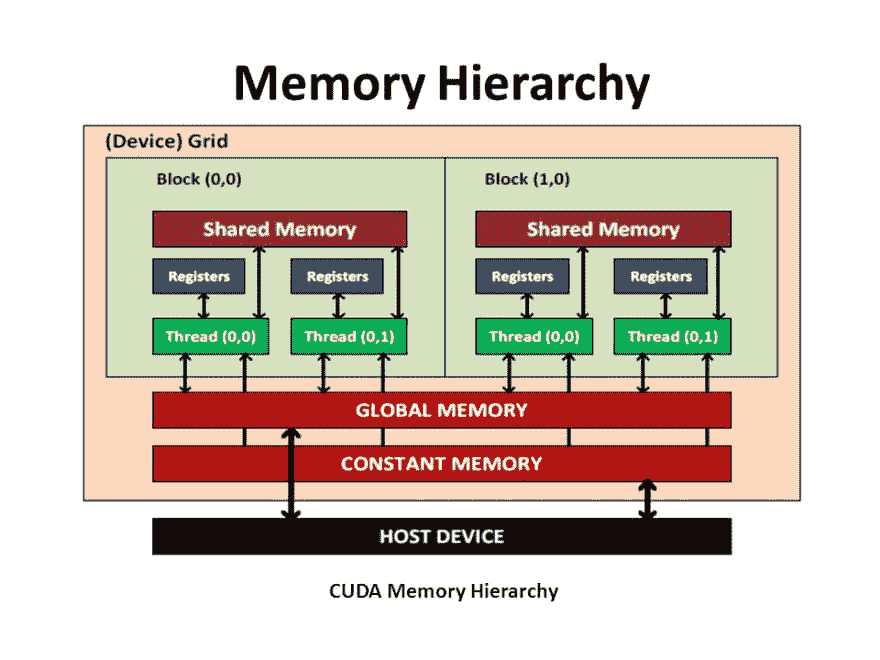 Memory Hierarchy
(Device) Grid
Block (0,0)
Block (1,0)
Shared Memory
Shared Memory
Registers
Registers
Registers
Registers
Thread (0,0)
Thread (0,1)
Thread (0,0)
Thread (0,1)
GLOBAL MEMORY
CONSTANT MEMORY
HOST DEVICE
CUDA Memory Hierarchy